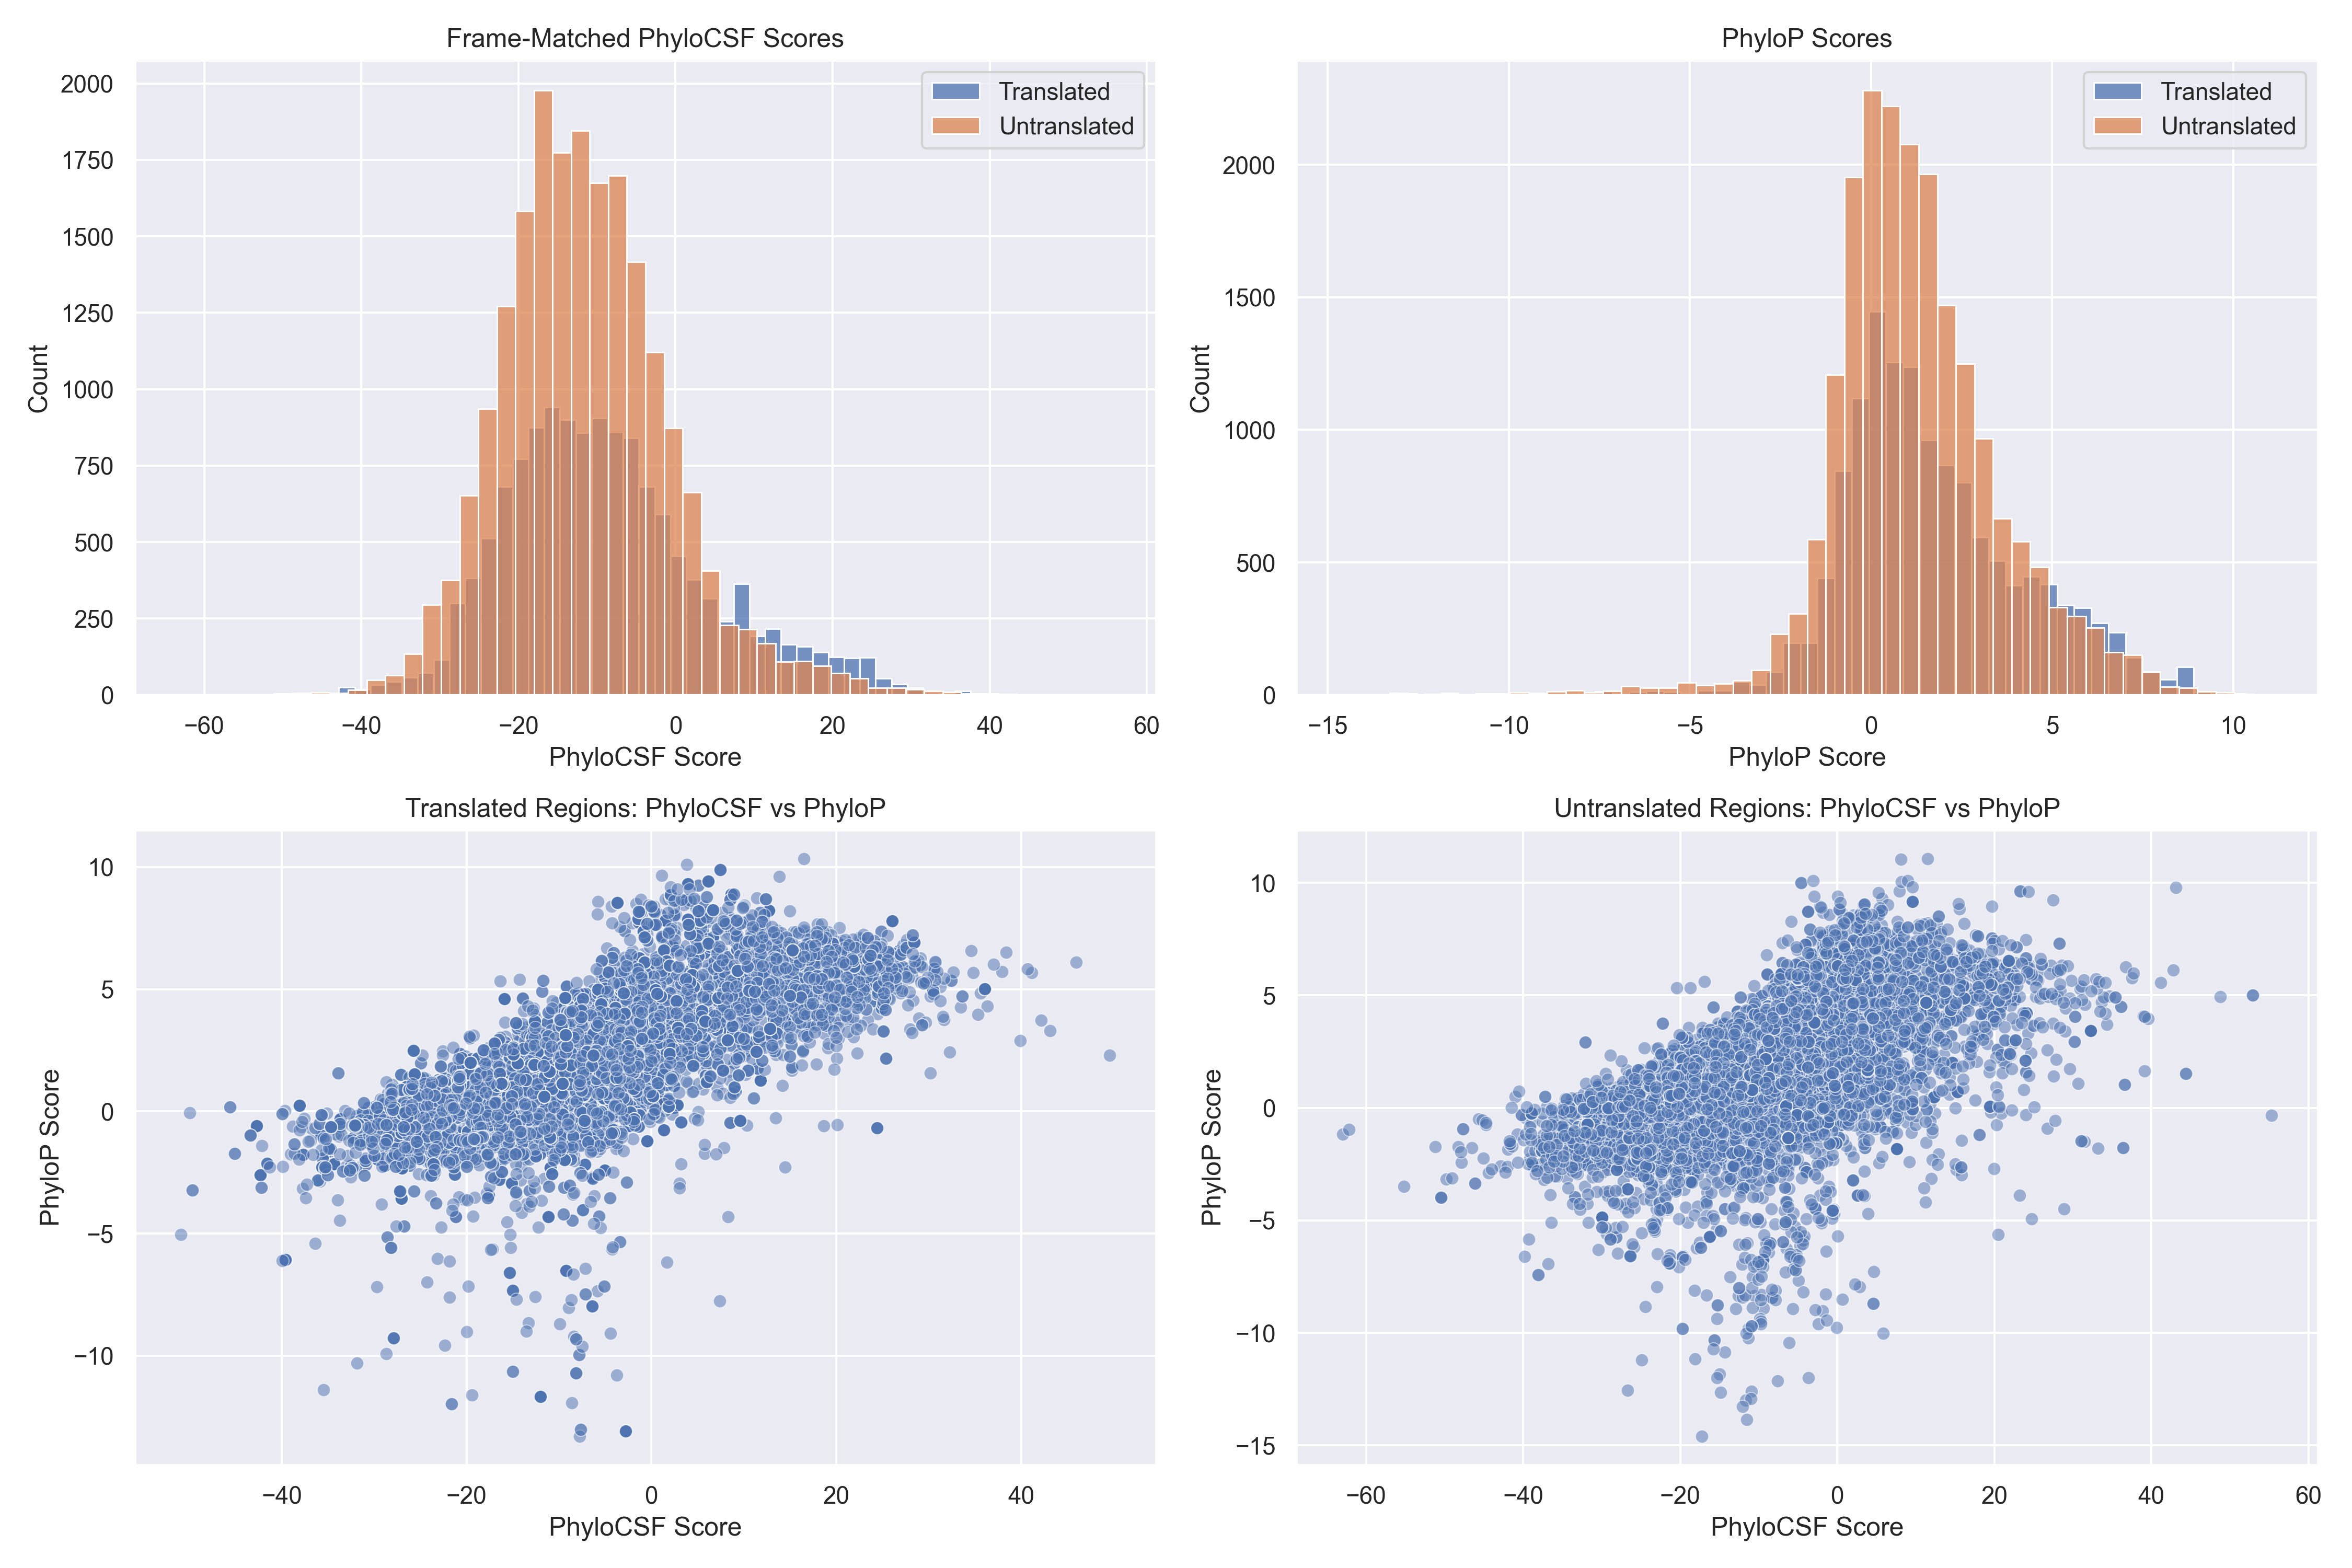 Frame-Matched PhyloCSF Scores
2000
1750
1500
1250
1000
750
500
250
0
Count
Translated
Untranslated
−60 −40 −20 0 20 40 60
PhyloCSF Score
PhyloP Scores
2000
1500
1000
500
0
Count
Translated
Untranslated
−15 −10 −5 0 5 10
PhyloP Score
Translated Regions: PhyloCSF vs PhyloP
10
5
0
−5
−10
PhyloP Score
−40 −20 0 20 40
PhyloCSF Score
Untranslated Regions: PhyloCSF vs PhyloP
10
5
0
−5
−10
−15
PhyloP Score
−60 −40 −20 0 20 40 60
PhyloCSF Score